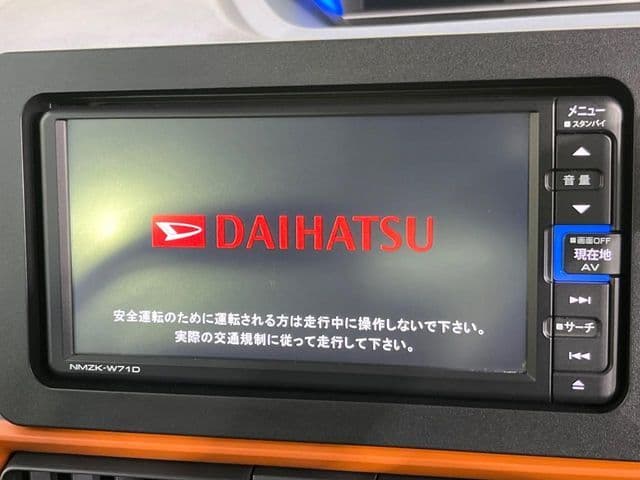 メニュー
■スタンバイ
音量
DAIHATSU
■画面OFF
現在地
AV
安全運転のために運転される方は走行中に操作しないで下さい。
実際の交通規制に従って走行して下さい。
■サーチ
NMZK-W71D